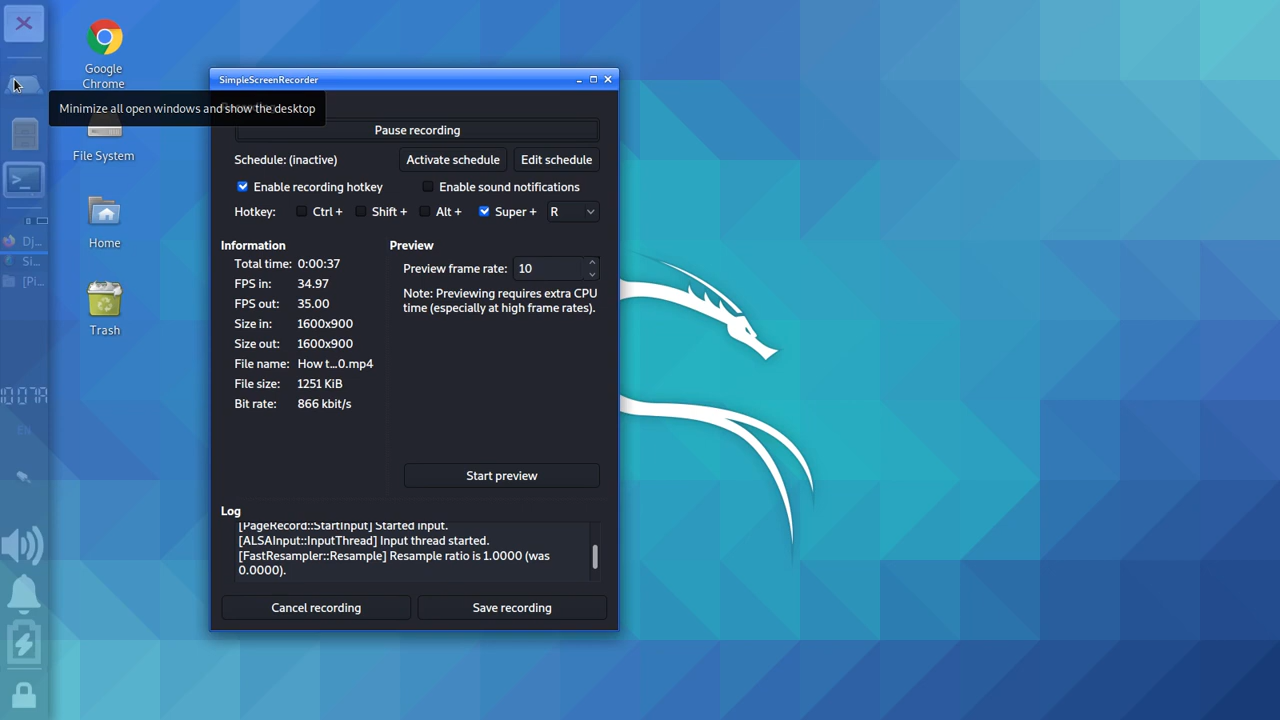 Google
Chrome
File System
Home
Trash
Dj...
Si...
[Pi...
EN
SimpleScreenRecorder
Minimize all open windows and show the desktop
Pause recording
Schedule: (inactive)
Activate schedule
Edit schedule
Enable recording hotkey
Enable sound notifications
Hotkey:
Ctrl +
Shift +
Alt +
Super +
R
Information
Total time: 0:00:37
FPS in: 34.97
FPS out: 35.00
Size in: 1600x900
Size out: 1600x900
File name: How t...0.mp4
File size: 1251 KiB
Bit rate: 866 kbit/s
Preview
Preview frame rate: 10
Note: Previewing requires extra CPU
time (especially at high frame rates).
Start preview
Log
[PageRecord::StartInput] Started input.
[ALSAInput::InputThread] Input thread started.
[FastResampler::Resample] Resample ratio is 1.0000 (was
0.0000).
Cancel recording
Save recording